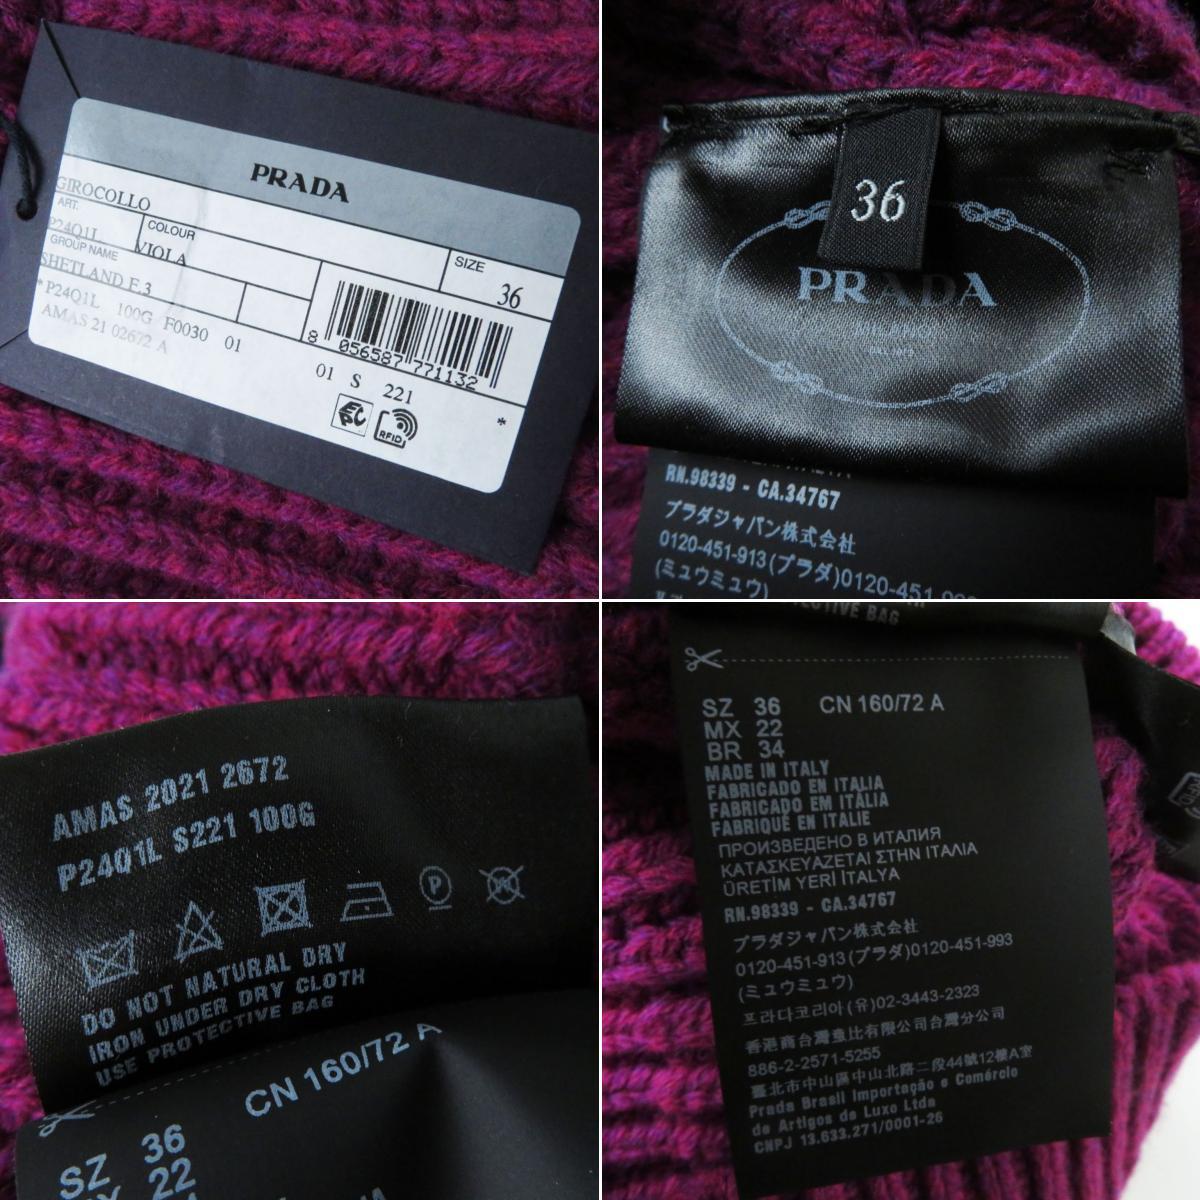 PRADA
GIROCOLLO
ART.
P24Q1L
COLOUR
VIOLA
SIZE
36
GROUP NAME
SHETLAND F.3
*P24Q1L 100G F0030 01
AMAS 21 02672 A
8 056587 771132
01 S 221
EPC
RFID
*
36
PRADA
RN.98339 - CA.34767
プラダジャパン株式会社
0120-451-913(プラダ)0120-451
(ミュウミュウ)
AMAS 2021 2672
P24Q1L S221 100G
P
DO NOT NATURAL DRY
IRON UNDER DRY CLOTH
USE PROTECTIVE BAG
CN 160/72 A
SZ 36
22
BAG
SZ 36 CN 160/72 A
MX 22
BR 34
MADE IN ITALY
FABRICADO EN ITALIA
FABRICADO EM ITÁLIA
FABRIQUÉ EN ITALIE
ПРОИЗВЕДЕНО В ИТАЛИЯ
ΚΑΤΑΣΚΕΥΑΖΕΤΑΙ ΣΤΗΝ ΙΤΑΛΙΑ
ÜRETİM YERİ İTALYA
RN.98339 - CA.34767
プラダジャパン株式会社
0120-451-913(プラダ)0120-451-993
(ミュウミュウ)
프라다코리아(유)02-3443-2323
香港商台灣普比有限公司台灣分公司
886-2-2571-5255
臺北市中山區中山北路二段44號12樓A室
Prada Brasil Importação e Comércio
de Artigos de Luxo Ltda
CNPJ 13.633.271/0001-26